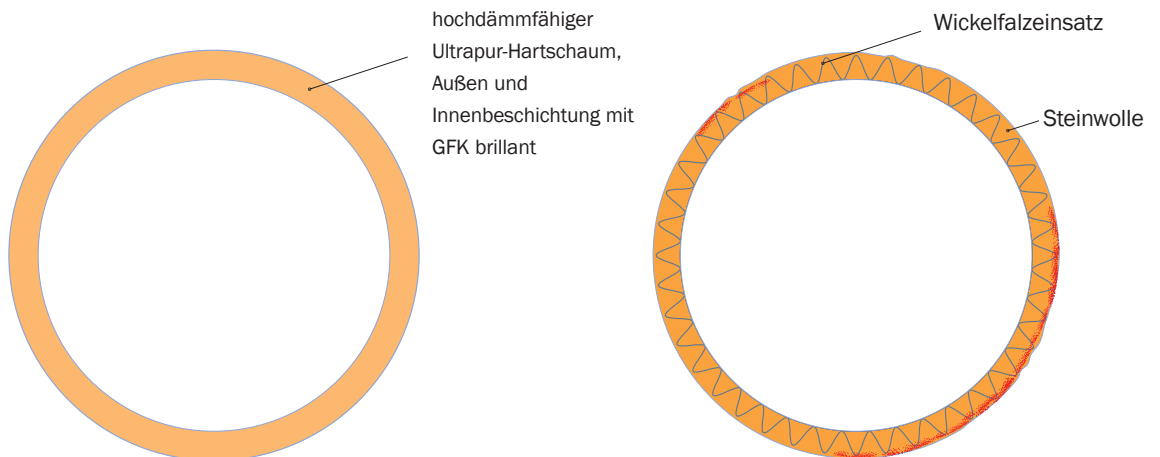 hochdämmfähiger
Ultrapur-Hartschaum,
Außen und
Innenbeschichtung mit
GFK brillant
Wickelfalzeinsatz
Steinwolle